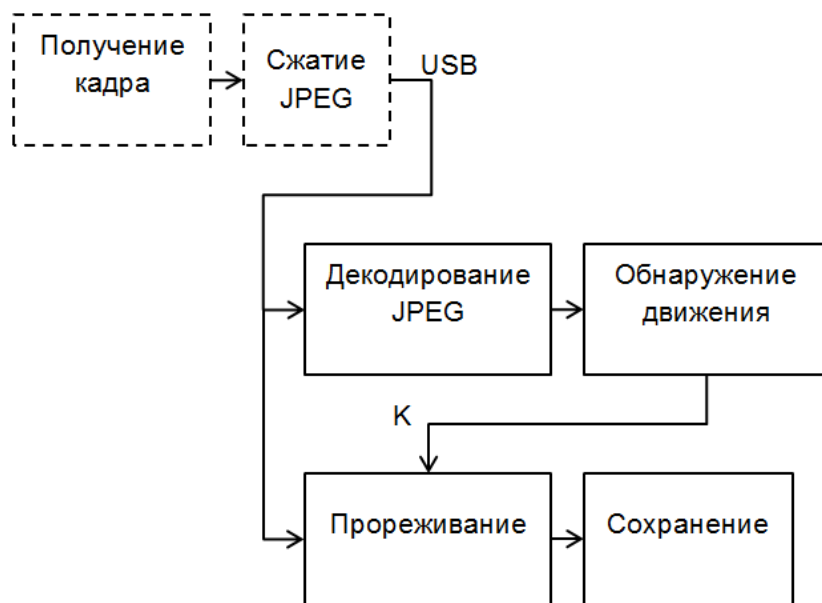 Получение
кадра
Сжатие
JPEG
USB
Декодирование
JPEG
Обнаружение
движения
K
Прореживание
Сохранение